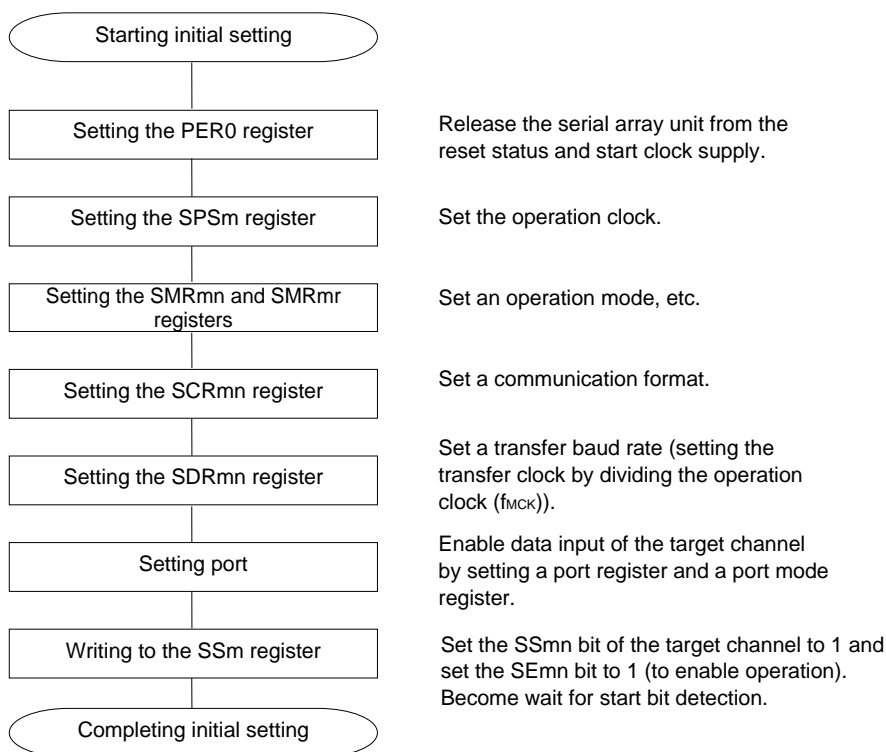 Starting initial setting
Setting the PER0 register
Release the serial array unit from the
reset status and start clock supply.
Setting the SPSm register
Set the operation clock.
Setting the SMRmn and SMRmr
registers
Set an operation mode, etc.
Setting the SCRmn register
Set a communication format.
Setting the SDRmn register
Set a transfer baud rate (setting the
transfer clock by dividing the operation
clock (fMCK)).
Setting port
Enable data input of the target channel
by setting a port register and a port mode
register.
Writing to the SSm register
Set the SSmn bit of the target channel to 1 and
set the SEmn bit to 1 (to enable operation).
Become wait for start bit detection.
Completing initial setting